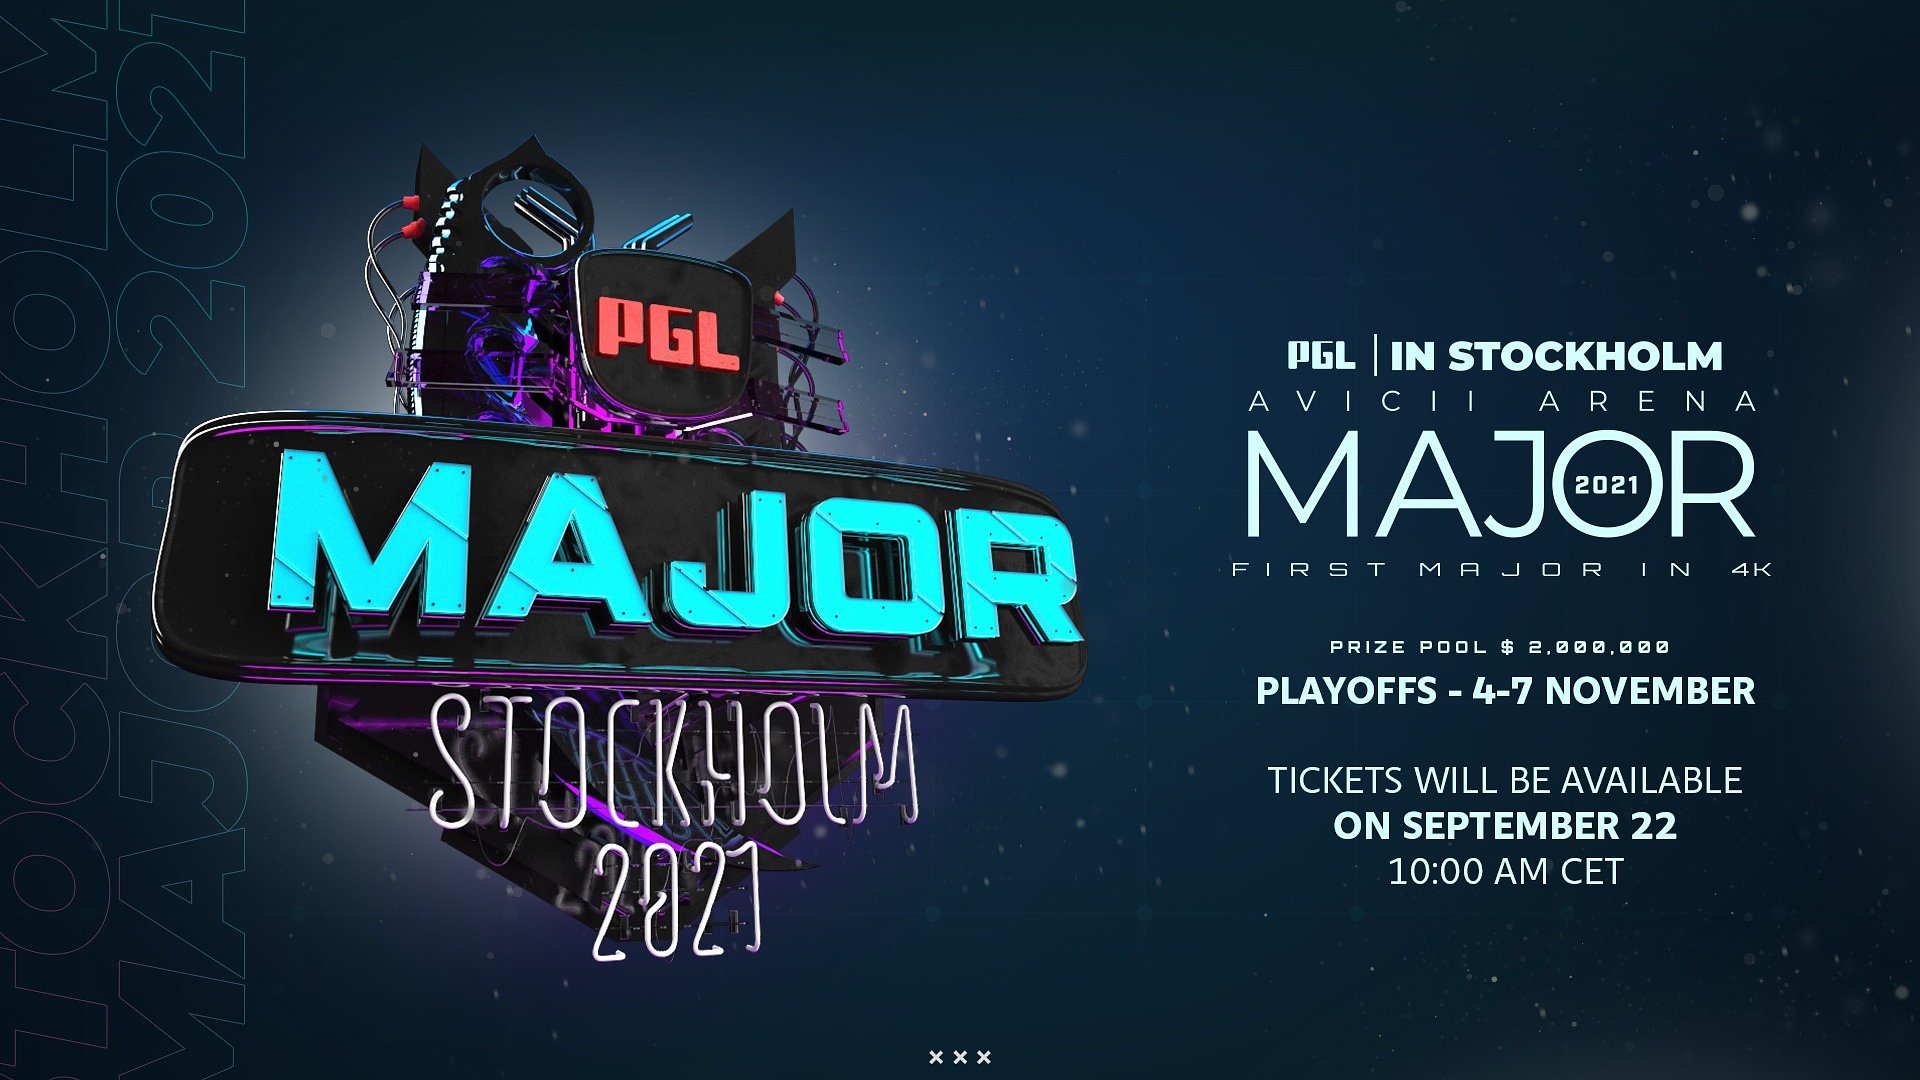 STOCKHOLM
MAJOR 2021
PGL
MAJOR
STOCKHOLM
2021
PGL | IN STOCKHOLM
AVICII ARENA
MAJOR
2021
FIRST MAJOR IN 4K
PRIZE POOL $ 2,000,000
PLAYOFFS - 4-7 NOVEMBER
TICKETS WILL BE AVAILABLE
ON SEPTEMBER 22
10:00 AM CET